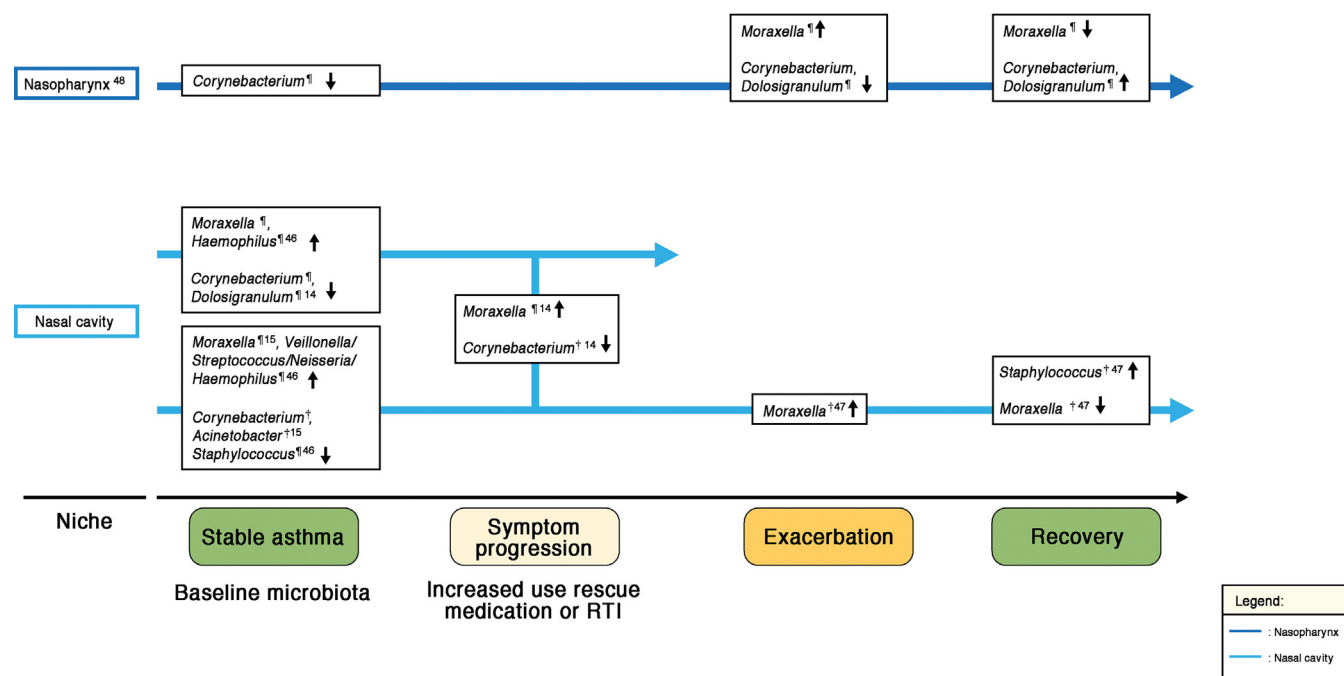 Nasopharynx 48
Corynebacterium ¶ ↓
Moraxella ¶ ↑
Corynebacterium,
Dolosigranulum ¶ ↓
Moraxella ¶ ↓
Corynebacterium,
Dolosigranulum ¶ ↑
Nasal cavity
Moraxella ¶,
Haemophilus ¶ 46 ↑
Corynebacterium ¶,
Dolosigranulum ¶ 14 ↓
Moraxella ¶15, Veillonella/
Streptococcus/Neisseria/
Haemophilus ¶ 46 ↑
Corynebacterium †,
Acinetobacter †15
Staphylococcus ¶ 46 ↓
Moraxella ¶ 14 ↑
Corynebacterium † 14 ↓
Moraxella †47 ↑
Staphylococcus † 47 ↑
Moraxella † 47 ↓
Niche
Stable asthma
Baseline microbiota
Symptom
progression
Increased use rescue
medication or RTI
Exacerbation
Recovery
Legend:
: Nasopharynx
: Nasal cavity